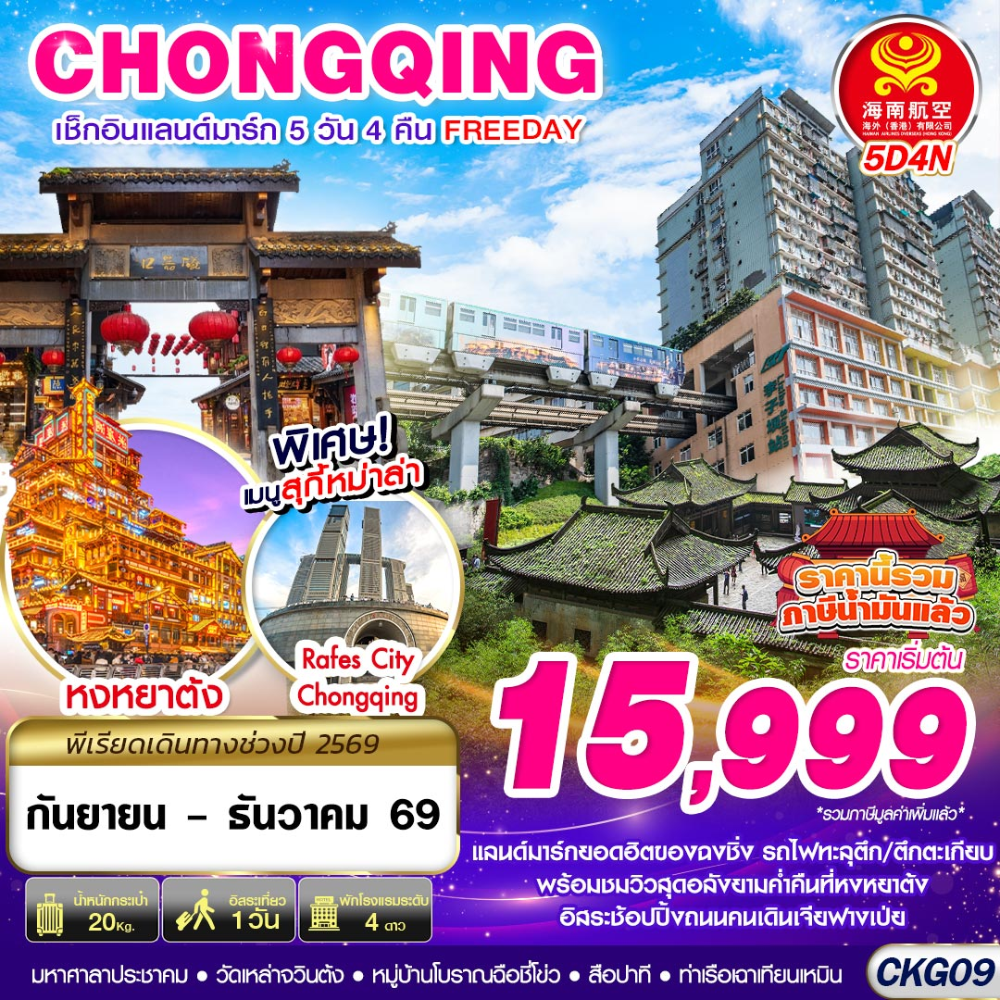 CHONGQING
เช็กอินแลนด์มาร์ก 5 วัน 4 คืน FREEDAY
海南航空
海外（香港）有限公司
HAINAN AIRLINES OVERSEAS (HONG KONG)
5D4N
口器磁
พิเศษ!
เมนูสุกี้หม่าล่า
李子坝站
หงหยาต้ง
Rafes City
Chongqing
ราคานี้รวม
ภาษีน้ำมันแล้ว
ราคาเริ่มต้น
15,999
*รวมภาษีมูลค่าเพิ่มแล้ว*
พีเรียดเดินทางช่วงปี 2569
กันยายน - ธันวาคม 69
แลนด์มาร์กยอดฮิตของฉงชิ่ง รถไฟทะลุตึก/ตึกตะเกียบ
พร้อมชมวิวสุดอลังยามค่ำคืนที่หงหยาต้ง
อิสระช้อปปิ้งถนนคนเดินเจียฟางเป่ย
น้ำหนักกระเป๋า
20Kg.
อิสระเที่ยว
1 วัน
HOTEL
พักโรงแรมระดับ
4 ดาว
มหาศาลาประชาคม • วัดเหล่าจวินต้ง • หมู่บ้านโบราณฉือชี่โข่ว • สือปาที • ท่าเรือเฉาเทียนเหมิน
CKG09